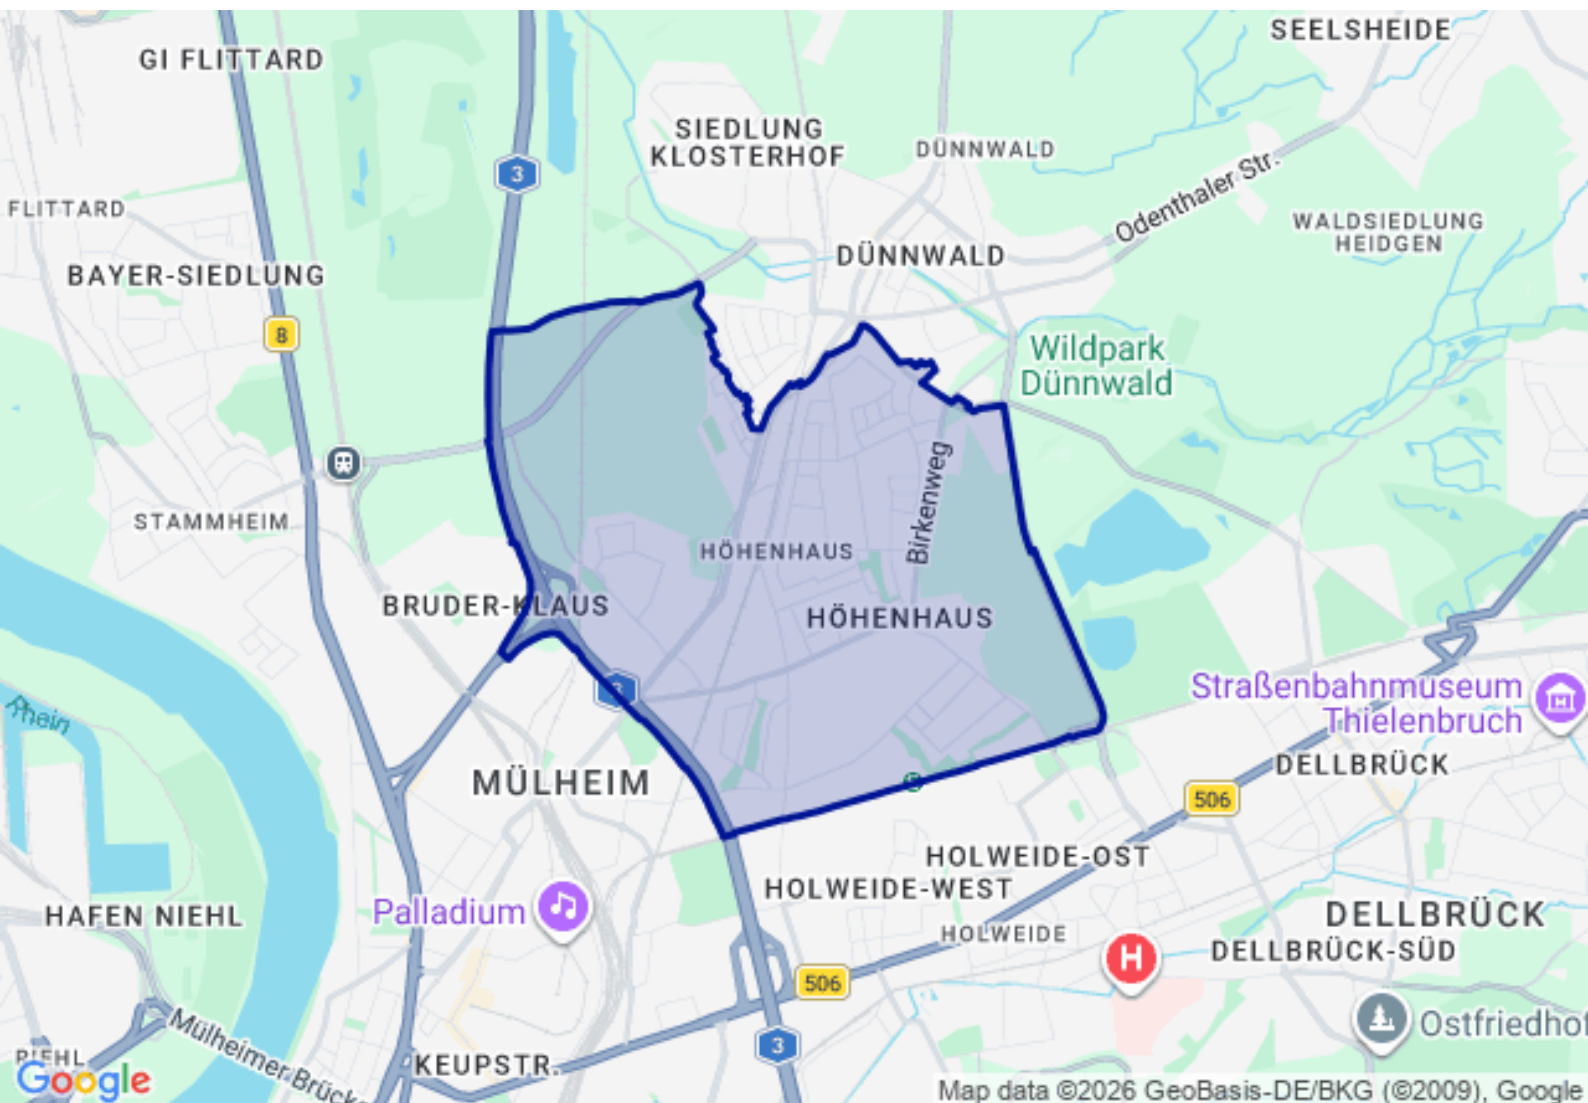 SEELSHEIDE
GI FLITTARD
SIEDLUNG
KLOSTERHOF
DÜNNWALD
3
Odenthaler Str.
FLITTARD
WALDSIEDLUNG
HEIDGEN
DÜNNWALD
BAYER-SIEDLUNG
8
Wildpark
Dünnwald
Birkenweg
STAMMHEIM
HÖHENHAUS
BRUDER-KLAUS
HÖHENHAUS
3
Straßenbahnmuseum
Thielenbruch
Rhein
DELLBRÜCK
MÜLHEIM
S
506
HOLWEIDE-OST
HOLWEIDE-WEST
Palladium
HAFEN NIEHL
DELLBRÜCK
HOLWEIDE
DELLBRÜCK-SÜD
H
506
Ostfriedhof
Mülheimer Brücke
3
RIEHL
KEUPSTR.
Google
Map data ©2026 GeoBasis-DE/BKG (©2009), Google